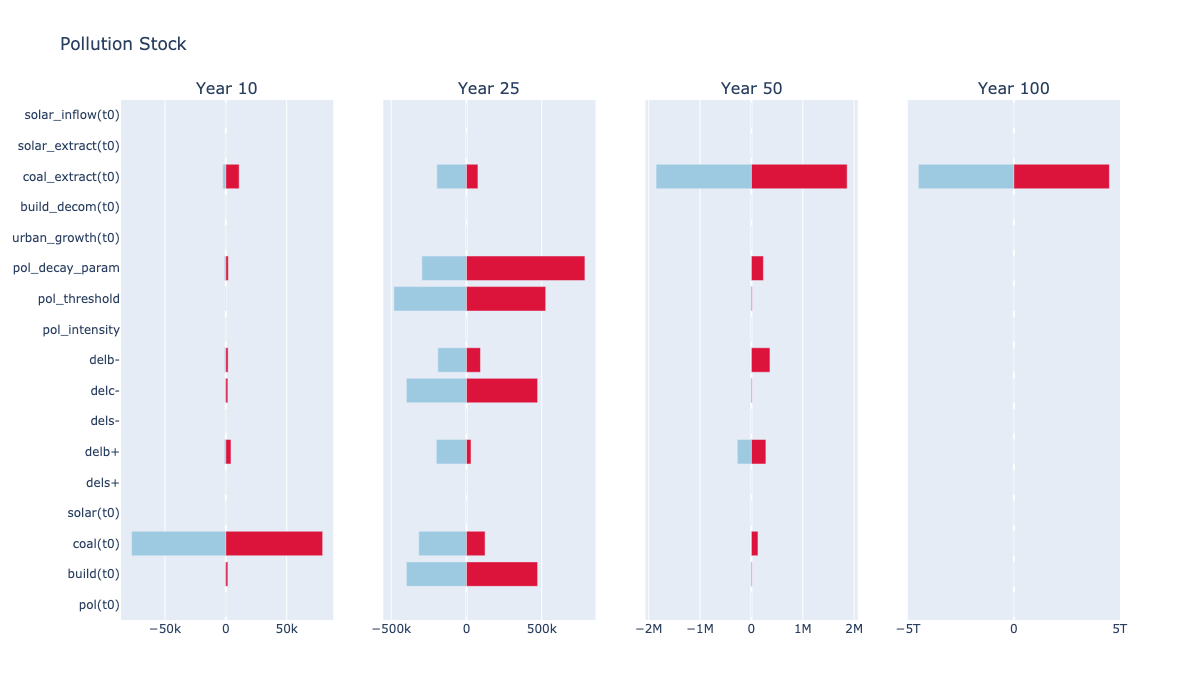 Pollution Stock
Year 10 Year 25 Year 50 Year 100
solar_inflow(t0)
solar_extract(t0)
coal_extract(t0)
build_decom(t0)
urban_growth(t0)
pol_decay_param
pol_threshold
pol_intensity
delb-
delc-
dels-
delb+
dels+
solar(t0)
coal(t0)
build(t0)
pol(t0)
−50k 0 50k −500k 0 500k −2M −1M 0 1M 2M −5T 0 5T